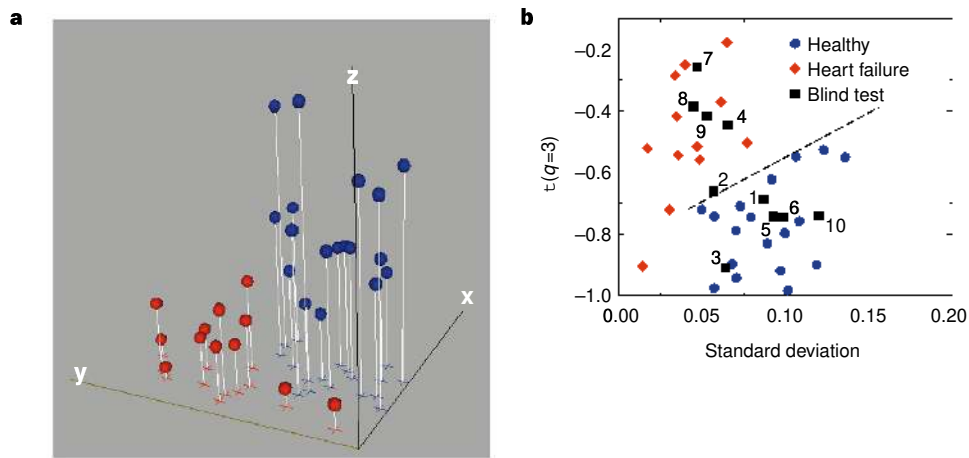 a
z
x
y
b
τ(q=3)
−0.2
−0.4
−0.6
−0.8
−1.0
Healthy
Heart failure
Blind test
7
8
9
4
2
1
6
5
10
3
0.00 0.05 0.10 0.15 0.20
Standard deviation